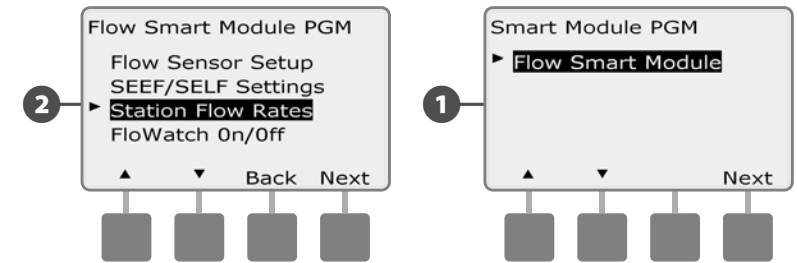 Flow Smart Module PGM
Flow Sensor Setup
SEEF/SELF Settings
► Station Flow Rates
FloWatch On/Off
▲ ▼ Back Next
2
Smart Module PGM
► Flow Smart Module
▲ ▼ Next
1